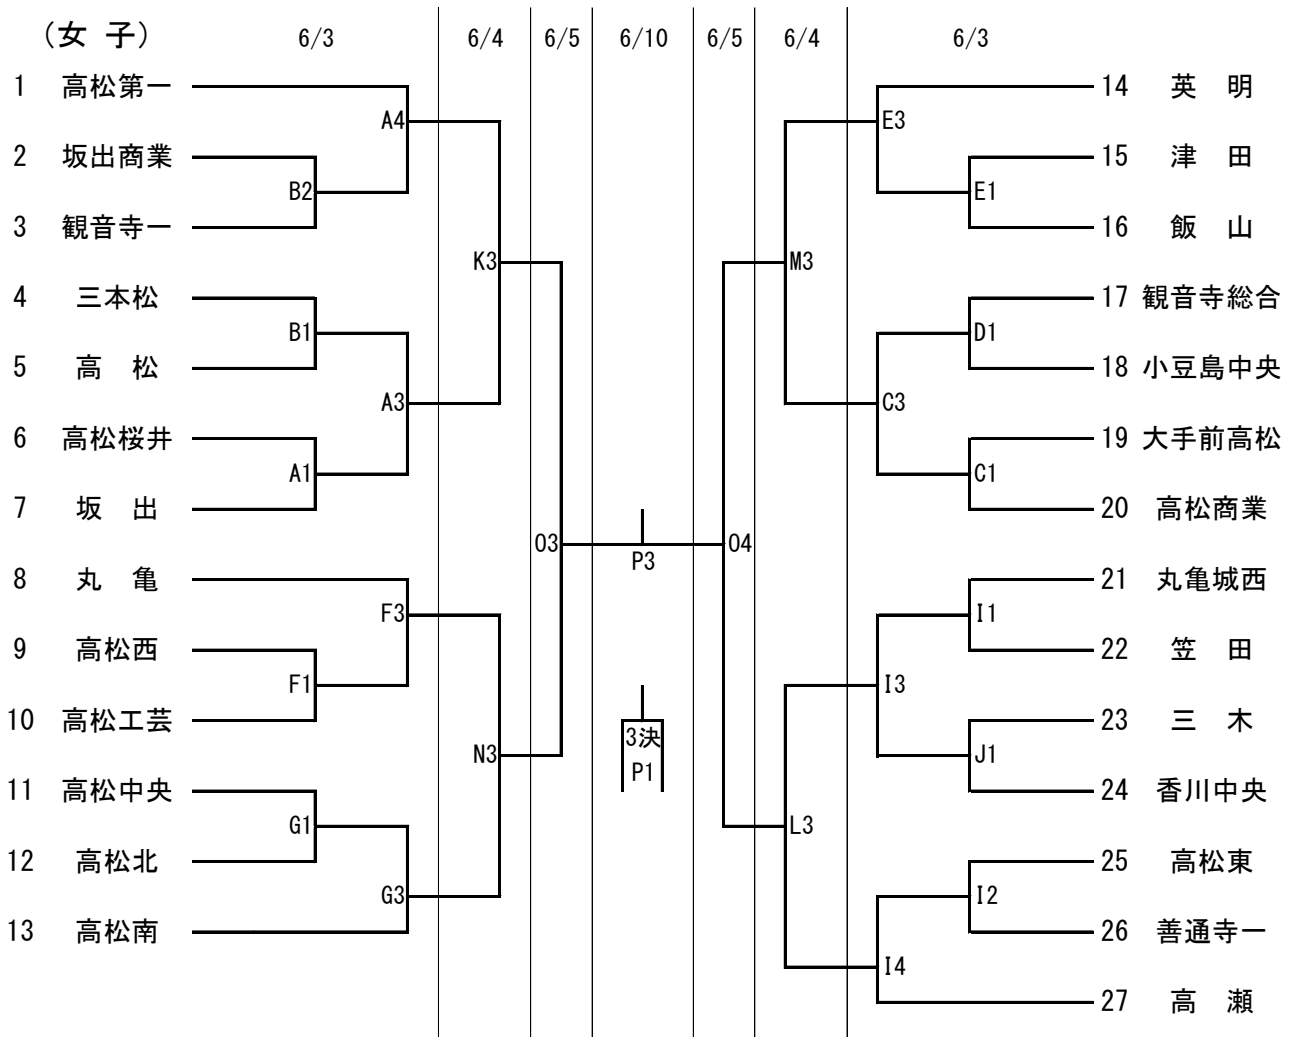 (女 子) 6/3 6/4 6/5 6/10 6/5 6/4 6/3
1 高松第一 14 英 明
A4 E3
2 坂出商業 15 津 田
B2 E1
3 観音寺一 16 飯 山
K3 M3
4 三本松 17 観音寺総合
B1 D1
5 高 松 18 小豆島中央
A3 C3
6 高松桜井 19 大手前高松
A1 C1
7 坂 出 20 高松商業
O3 P3 O4
8 丸 亀 21 丸亀城西
F3 I1
9 高松西 22 笠 田
F1 I3
10 高松工芸 23 三 木
3決
N3 J1
P1
11 高松中央 24 香川中央
G1 L3
12 高松北 25 高松東
G3 I2
13 高松南 26 善通寺一
I4
27 高 瀬